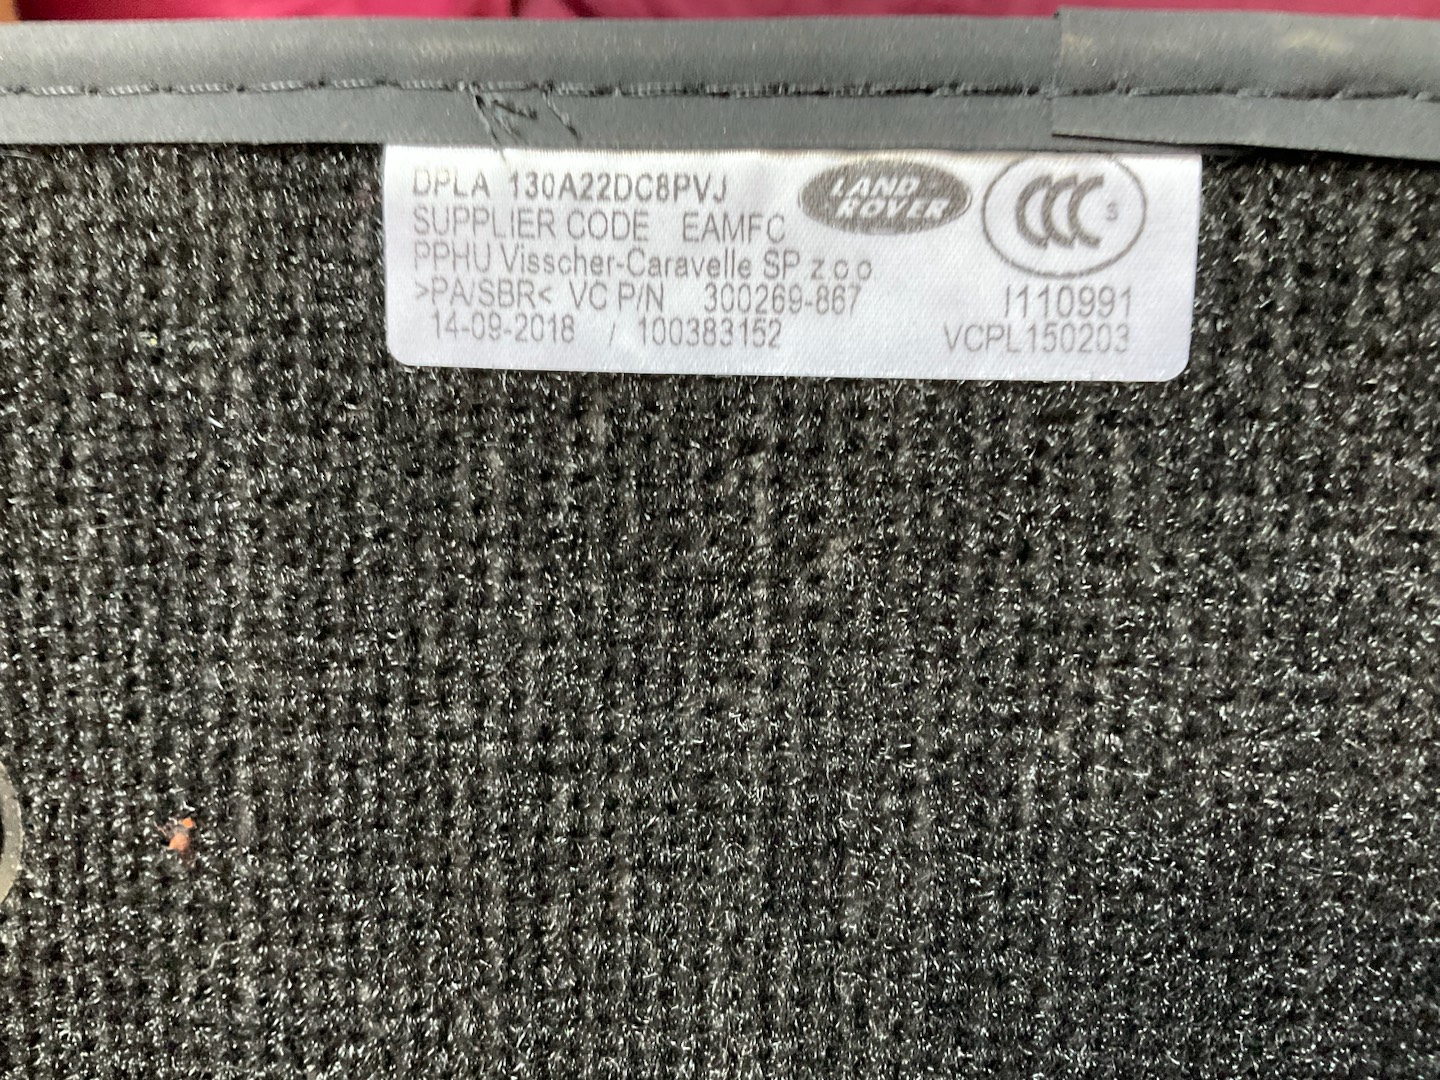 DPLA 130A22DC8PVJ
LAND ROVER
CCC S
SUPPLIER CODE EAMFC
PPHU Visscher-Caravelle SP z.o.o
>PA/SBR< VC P/N 300269-867
I110991
14-09-2018 / 100383152
VCPL150203